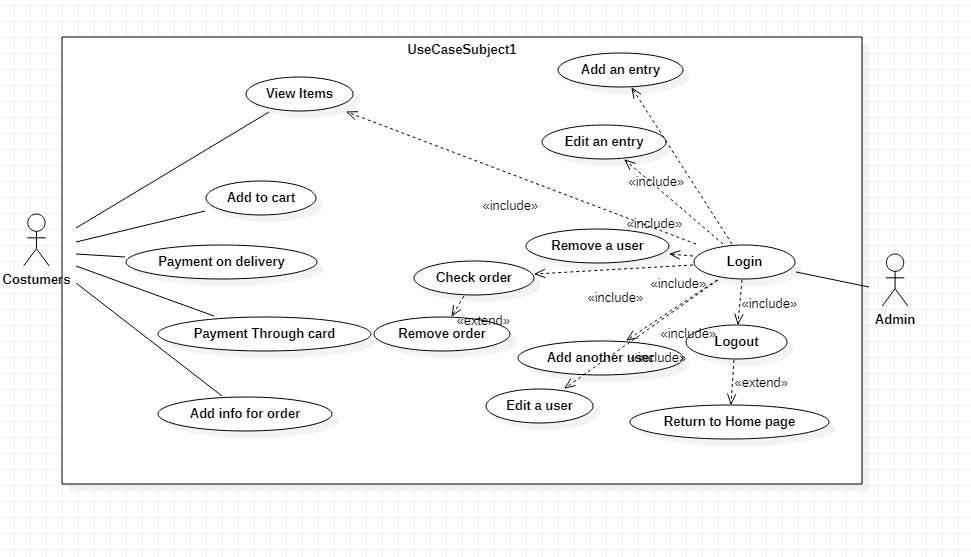 UseCaseSubject1
Add an entry
View Items
Edit an entry
«include»
Add to cart
«include»
«include»
Remove a user
Payment on delivery
Login
Check order
Costumers
«include»
«include»
«include»
Admin
«extend»
Payment Through card
Remove order
«include»
Logout
Add another user
«include»
«extend»
Edit a user
Add info for order
Return to Home page